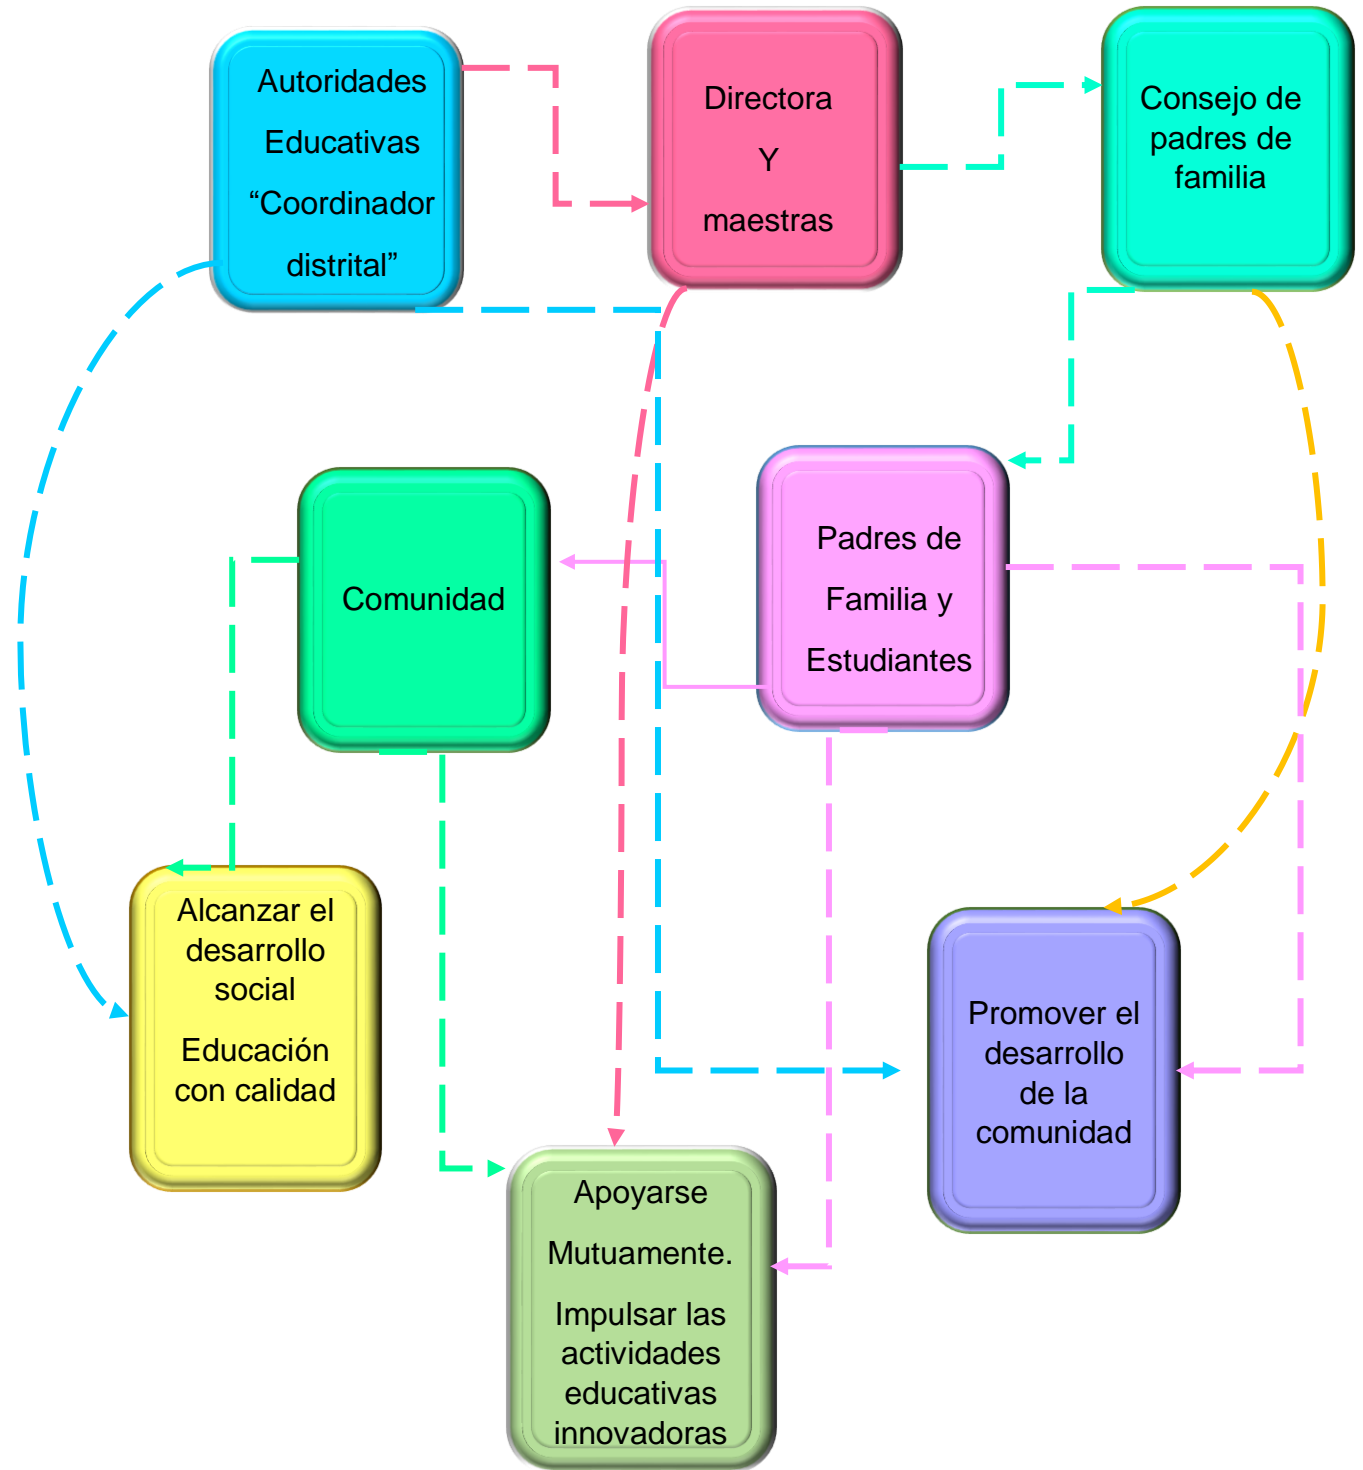 Autoridades
Educativas
“Coordinador
distrital”
Directora
Y
maestras
Consejo de
padres de
familia
Comunidad
Padres de
Familia y
Estudiantes
Alcanzar el
desarrollo
social
Educación
con calidad
Promover el
desarrollo
de la
comunidad
Apoyarse
Mutuamente.
Impulsar las
actividades
educativas
innovadoras